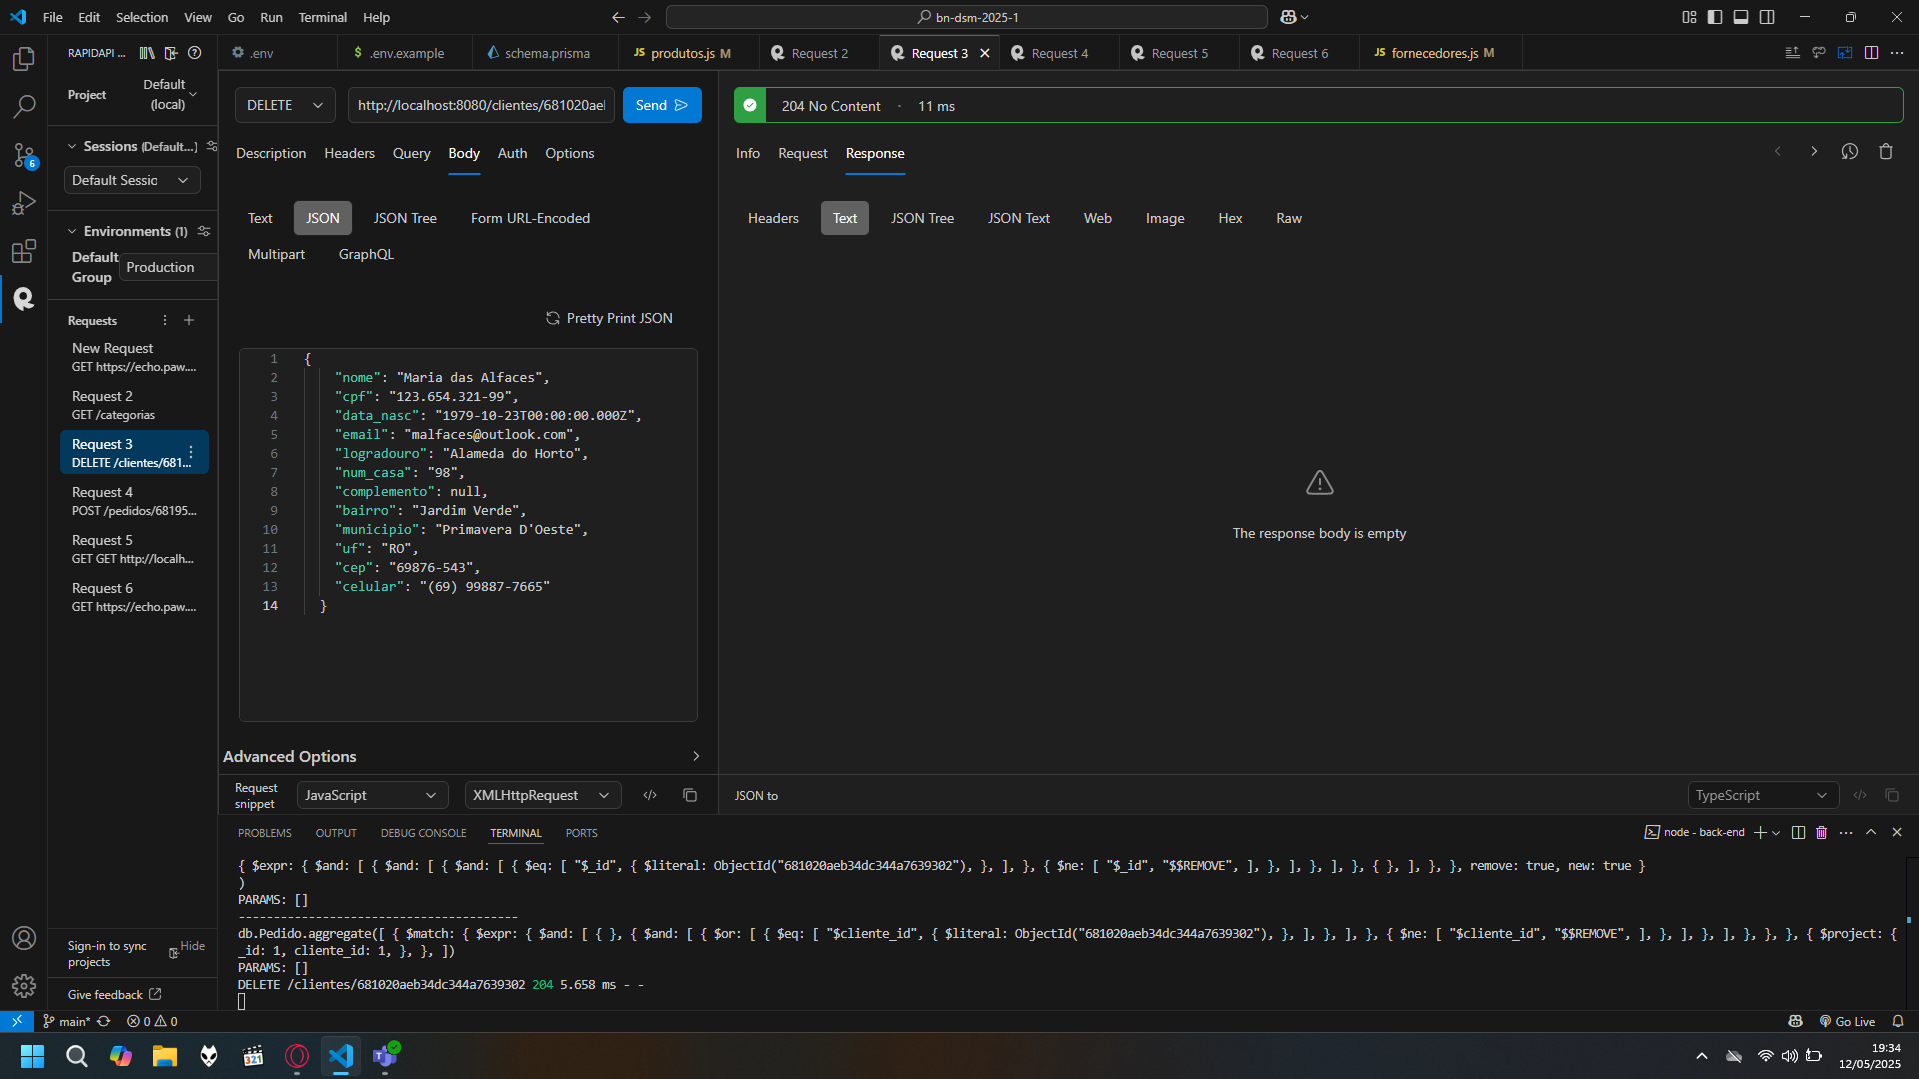 File Edit Selection View Go Run Terminal Help
bn-dsm-2025-1
RAPIDAPI ...
.env
.env.example
schema.prisma
JS produtos.js M
Request 2
Request 3
Request 4
Request 5
Request 6
JS fornecedores.js M
Project
Default
(local)
Sessions (Default...)
Default Sessic
Environments (1)
Default
Group
Production
Requests
New Request
GET https://echo.paw....
Request 2
GET /categorias
Request 3
DELETE /clientes/681...
Request 4
POST /pedidos/68195...
Request 5
GET GET http://localh...
Request 6
GET https://echo.paw....
Sign-in to sync
projects
Hide
Give feedback
DELETE
http://localhost:8080/clientes/681020ael
Send
Description Headers Query Body Auth Options
Text JSON JSON Tree Form URL-Encoded
Multipart GraphQL
Pretty Print JSON
1 {
2 "nome": "Maria das Alfaces",
3 "cpf": "123.654.321-99",
4 "data_nasc": "1979-10-23T00:00:00.000Z",
5 "email": "malfaces@outlook.com",
6 "logradouro": "Alameda do Horto",
7 "num_casa": "98",
8 "complemento": null,
9 "bairro": "Jardim Verde",
10 "municipio": "Primavera D'Oeste",
11 "uf": "RO",
12 "cep": "69876-543",
13 "celular": "(69) 99887-7665"
14 }
Advanced Options
Request
snippet
JavaScript
XMLHttpRequest
204 No Content · 11 ms
Info Request Response
Headers Text JSON Tree JSON Text Web Image Hex Raw
The response body is empty
JSON to
TypeScript
PROBLEMS OUTPUT DEBUG CONSOLE TERMINAL PORTS
node - back-end
{ $expr: { $and: [ { $and: [ { $and: [ { $eq: [ "$_id", { $literal: ObjectId("681020aeb34dc344a7639302"), }, ], }, { $ne: [ "$_id", "$$REMOVE", ], }, ], }, ], }, { }, ], }, }, remove: true, new: true }
)
PARAMS: []
----------------------------------------
db.Pedido.aggregate([ { $match: { $expr: { $and: [ { }, { $and: [ { $or: [ { $eq: [ "$cliente_id", { $literal: ObjectId("681020aeb34dc344a7639302"), }, ], }, ], }, { $ne: [ "$cliente_id", "$$REMOVE", ], }, ], }, ], }, }, }, { $project: {
_id: 1, cliente_id: 1, }, }, ])
PARAMS: []
DELETE /clientes/681020aeb34dc344a7639302 204 5.658 ms - -
6
main*
0 0
Go Live
321
19:34
12/05/2025